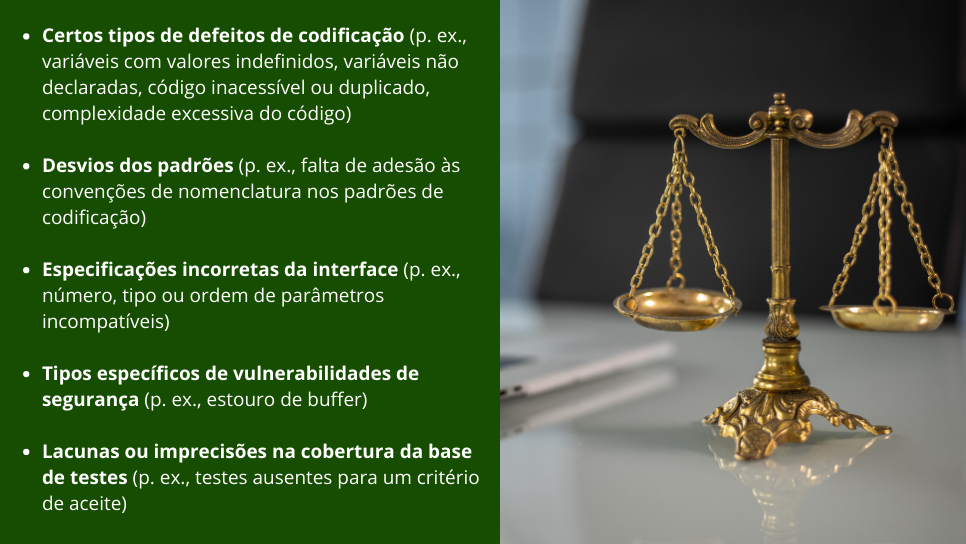 • Certos tipos de defeitos de codificação (p. ex.,
variáveis com valores indefinidos, variáveis não
declaradas, código inacessível ou duplicado,
complexidade excessiva do código)
• Desvios dos padrões (p. ex., falta de adesão às
convenções de nomenclatura nos padrões de
codificação)
• Especificações incorretas da interface (p. ex.,
número, tipo ou ordem de parâmetros
incompatíveis)
• Tipos específicos de vulnerabilidades de
segurança (p. ex., estouro de buffer)
• Lacunas ou imprecisões na cobertura da base
de testes (p. ex., testes ausentes para um critério
de aceite)